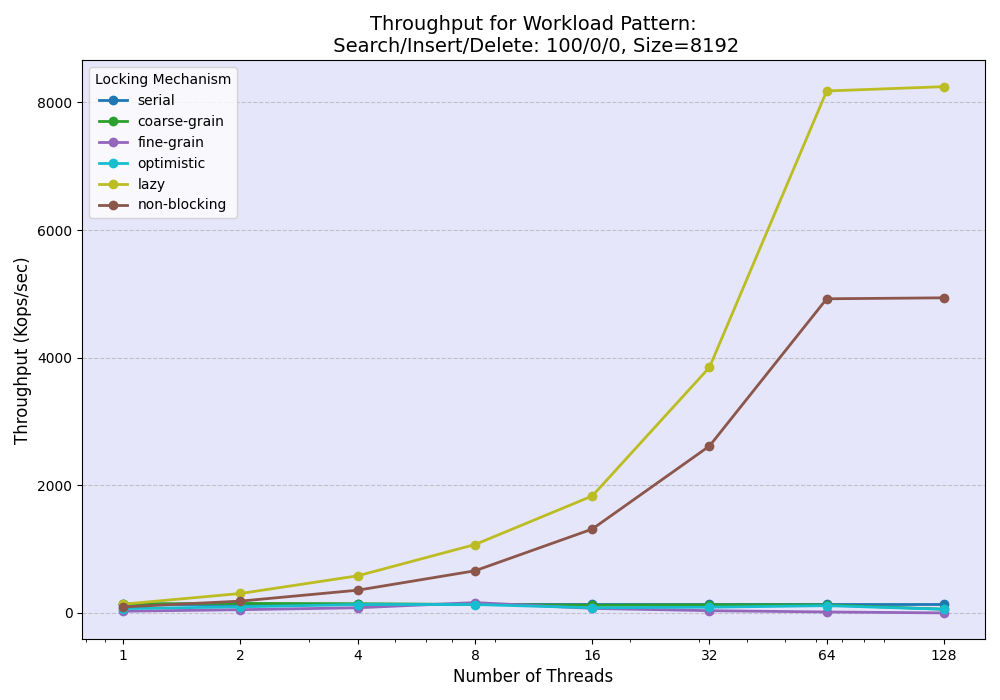 Throughput for Workload Pattern:
Search/Insert/Delete: 100/0/0, Size=8192
Locking Mechanism
serial
coarse-grain
fine-grain
optimistic
lazy
non-blocking
Throughput (Kops/sec)
8000
6000
4000
2000
0
1 2 4 8 16 32 64 128
Number of Threads